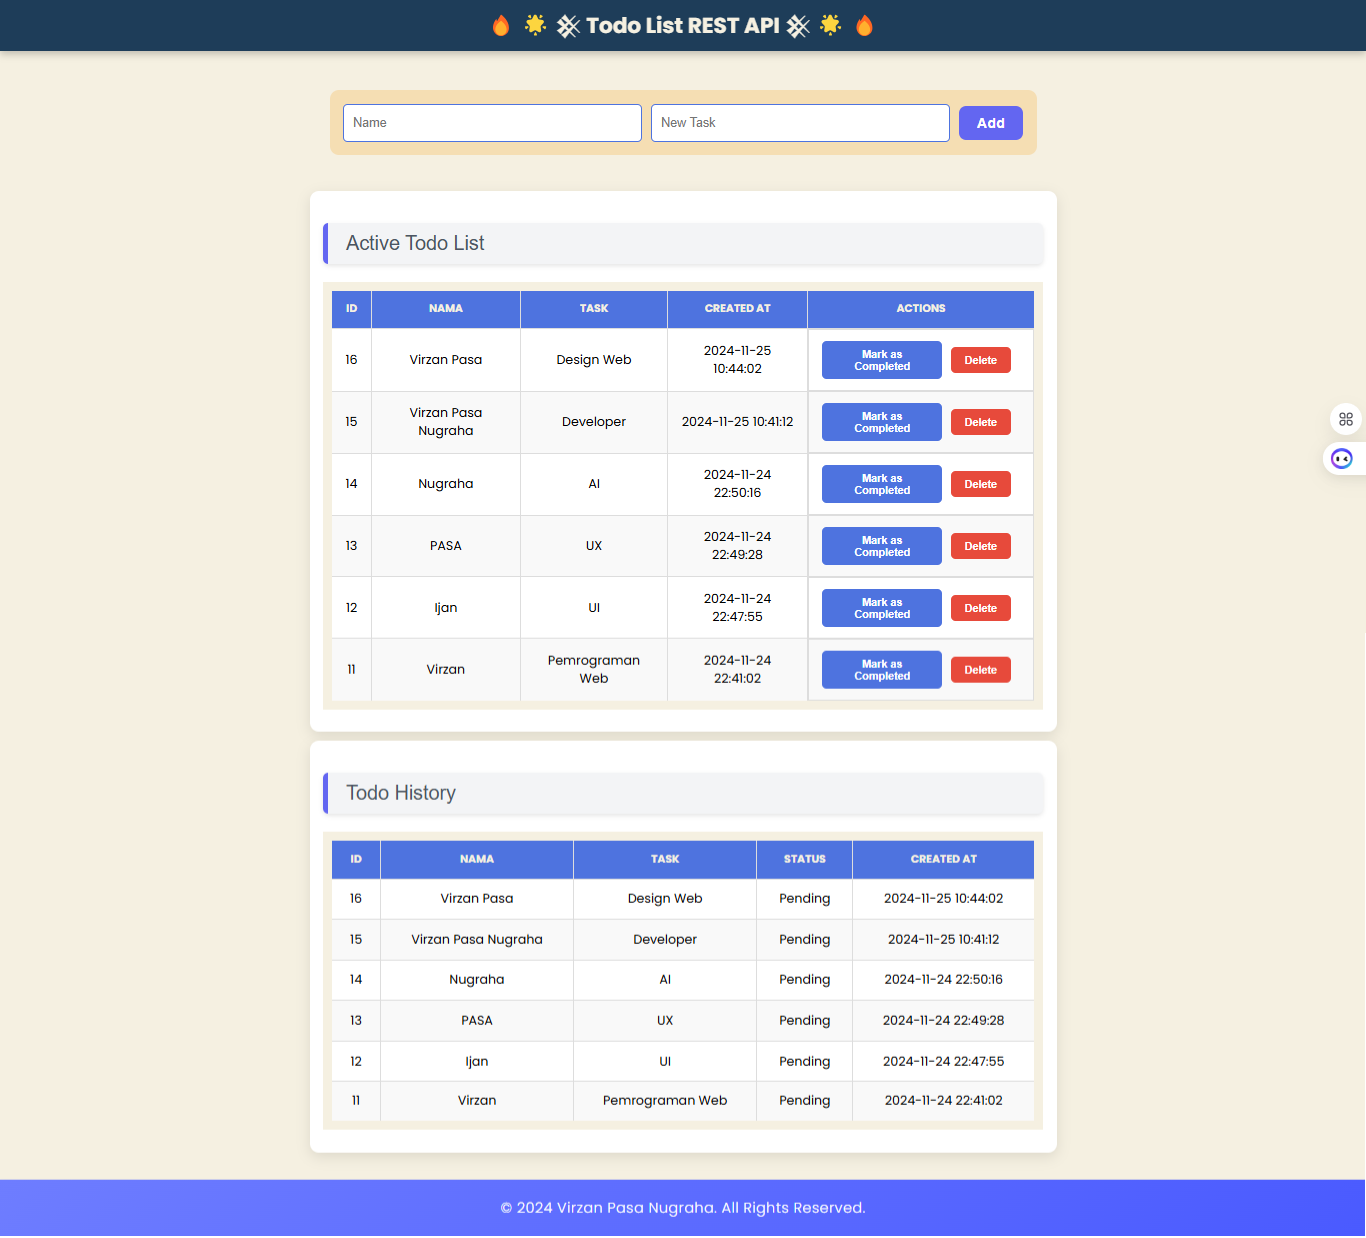 🔥 🌟 Todo List REST API 🌟 🔥
Name New Task Add
Active Todo List
ID NAMA TASK CREATED AT ACTIONS
16 Virzan Pasa Design Web 2024-11-25 10:44:02 Mark as Completed Delete
15 Virzan Pasa Nugraha Developer 2024-11-25 10:41:12 Mark as Completed Delete
14 Nugraha AI 2024-11-24 22:50:16 Mark as Completed Delete
13 PASA UX 2024-11-24 22:49:28 Mark as Completed Delete
12 Ijan UI 2024-11-24 22:47:55 Mark as Completed Delete
11 Virzan Pemrograman Web 2024-11-24 22:41:02 Mark as Completed Delete
Todo History
ID NAMA TASK STATUS CREATED AT
16 Virzan Pasa Design Web Pending 2024-11-25 10:44:02
15 Virzan Pasa Nugraha Developer Pending 2024-11-25 10:41:12
14 Nugraha AI Pending 2024-11-24 22:50:16
13 PASA UX Pending 2024-11-24 22:49:28
12 Ijan UI Pending 2024-11-24 22:47:55
11 Virzan Pemrograman Web Pending 2024-11-24 22:41:02
© 2024 Virzan Pasa Nugraha. All Rights Reserved.